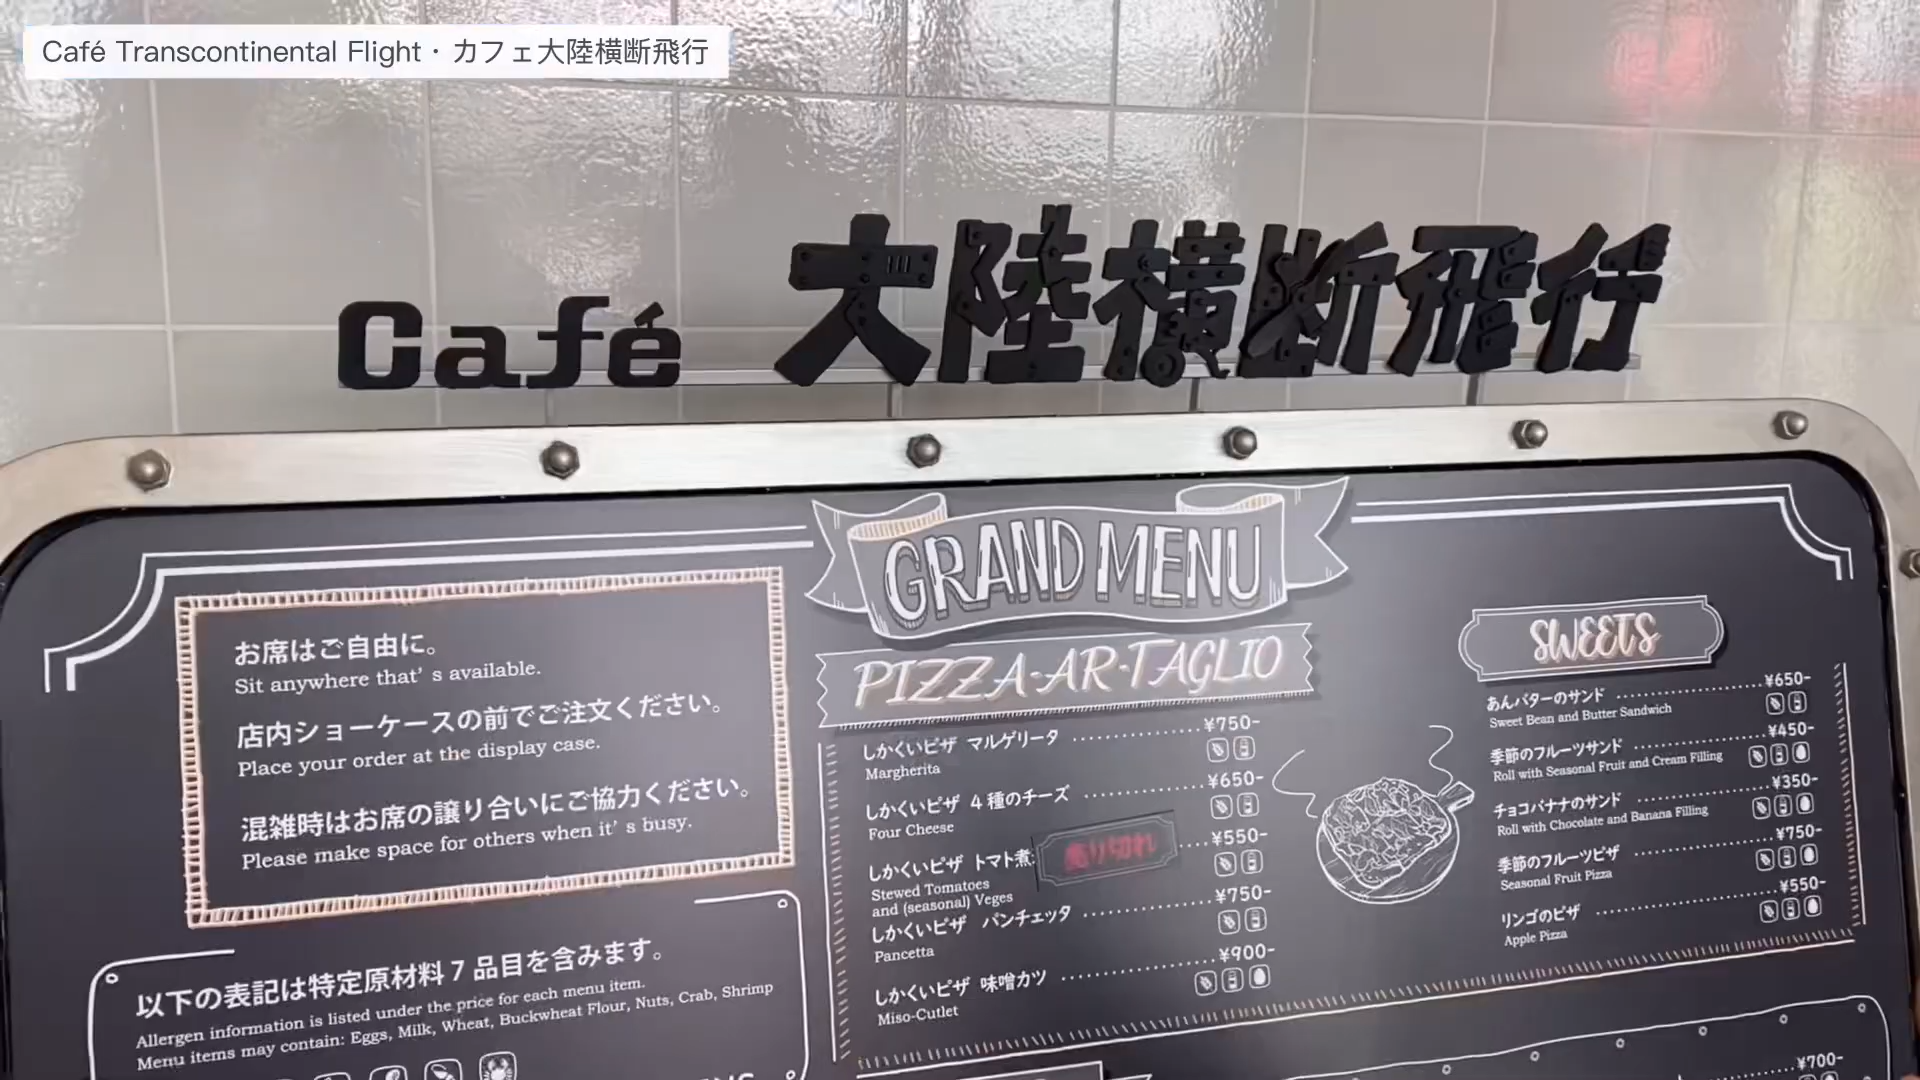 Café Transcontinental Flight・カフェ大陸横断飛行
Café 大陸横断飛行
GRAND MENU
お席はご自由に。
Sit anywhere that's available.
店内ショーケースの前でご注文ください。
Place your order at the display case.
混雑時はお席の譲り合いにご協力ください。
Please make space for others when it's busy.
以下の表記は特定原材料7品目を含みます。
Allergen information is listed under the price for each menu item.
Menu items may contain: Eggs, Milk, Wheat, Buckwheat Flour, Nuts, Crab, Shrimp
PIZZA-AR-TAGLIO
しかくいピザ マルゲリータ ¥750-
Margherita
しかくいピザ 4種のチーズ ¥650-
Four Cheese
しかくいピザ トマト煮 売り切れ ¥550-
Stewed Tomatoes
and (seasonal) Veges
しかくいピザ パンチェッタ ¥750-
Pancetta
しかくいピザ 味噌カツ ¥900-
Miso-Cutlet
SWEETS
あんバターのサンド ¥650-
Sweet Bean and Butter Sandwich
季節のフルーツサンド ¥450-
Roll with Seasonal Fruit and Cream Filling
チョコバナナのサンド ¥350-
Roll with Chocolate and Banana Filling
季節のフルーツピザ ¥750-
Seasonal Fruit Pizza
リンゴのピザ ¥550-
Apple Pizza
¥700-